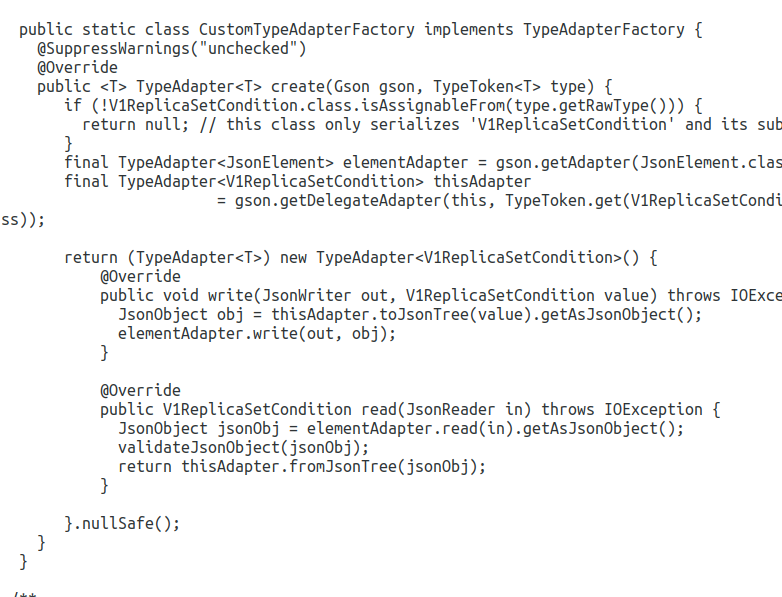 public static class CustomTypeAdapterFactory implements TypeAdapterFactory {
@SuppressWarnings("unchecked")
@Override
public <T> TypeAdapter<T> create(Gson gson, TypeToken<T> type) {
if (!V1ReplicaSetCondition.class.isAssignableFrom(type.getRawType())) {
return null; // this class only serializes 'V1ReplicaSetCondition' and its sub
}
final TypeAdapter<JsonElement> elementAdapter = gson.getAdapter(JsonElement.clas
final TypeAdapter<V1ReplicaSetCondition> thisAdapter
= gson.getDelegateAdapter(this, TypeToken.get(V1ReplicaSetCondi
ss));
return (TypeAdapter<T>) new TypeAdapter<V1ReplicaSetCondition>() {
@Override
public void write(JsonWriter out, V1ReplicaSetCondition value) throws IOExce
JsonObject obj = thisAdapter.toJsonTree(value).getAsJsonObject();
elementAdapter.write(out, obj);
}
@Override
public V1ReplicaSetCondition read(JsonReader in) throws IOException {
JsonObject jsonObj = elementAdapter.read(in).getAsJsonObject();
validateJsonObject(jsonObj);
return thisAdapter.fromJsonTree(jsonObj);
}
}.nullSafe();
}
}
/**